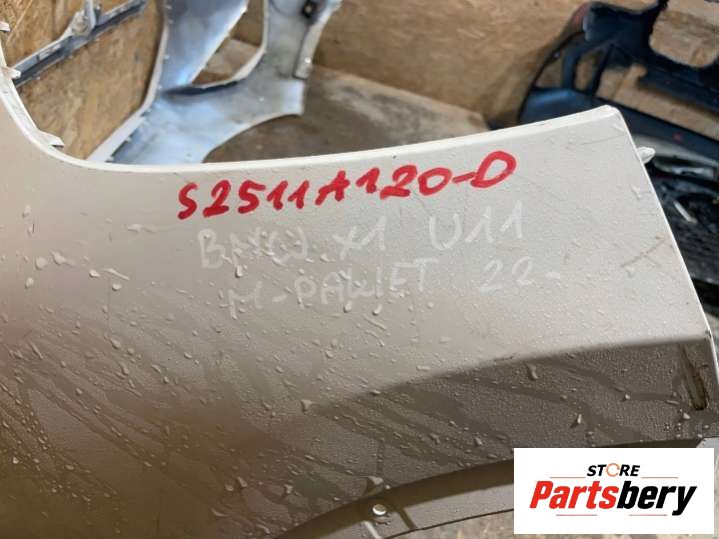 S2511A120-D
BMW X1 U11
M-PAKIET 22-
STORE
Partsbery